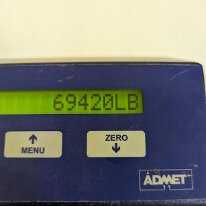 69420LB
↑ ZERO
MENU ↓
ADMET